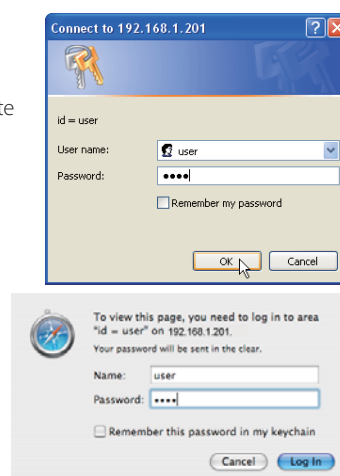 Connect to 192.168.1.201
te
id = user
User name: user
Password: ••••
Remember my password
OK Cancel
To view this page, you need to log in to area
"id = user" on 192.168.1.201.
Your password will be sent in the clear.
Name: user
Password: ••••
Remember this password in my keychain
Cancel Log In